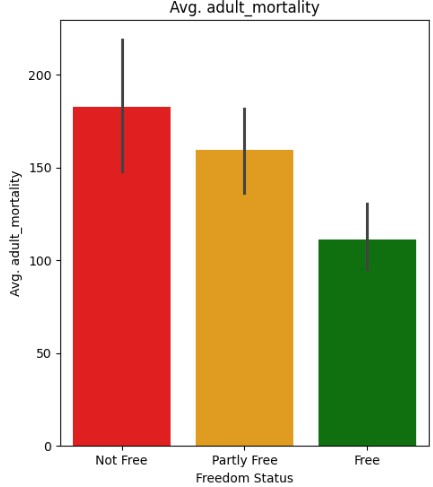 Avg. adult_mortality
Avg. adult_mortality
200
150
100
50
0
Not Free
Partly Free
Free
Freedom Status